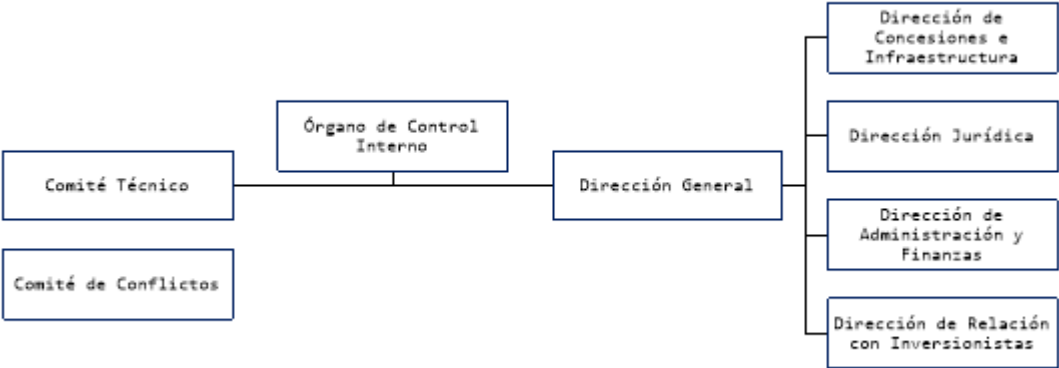 Comité Técnico
Comité de Conflictos
Órgano de Control
Interno
Dirección General
Dirección de
Concesiones e
Infraestructura
Dirección Jurídica
Dirección de
Administración y
Finanzas
Dirección de Relación
con Inversionistas